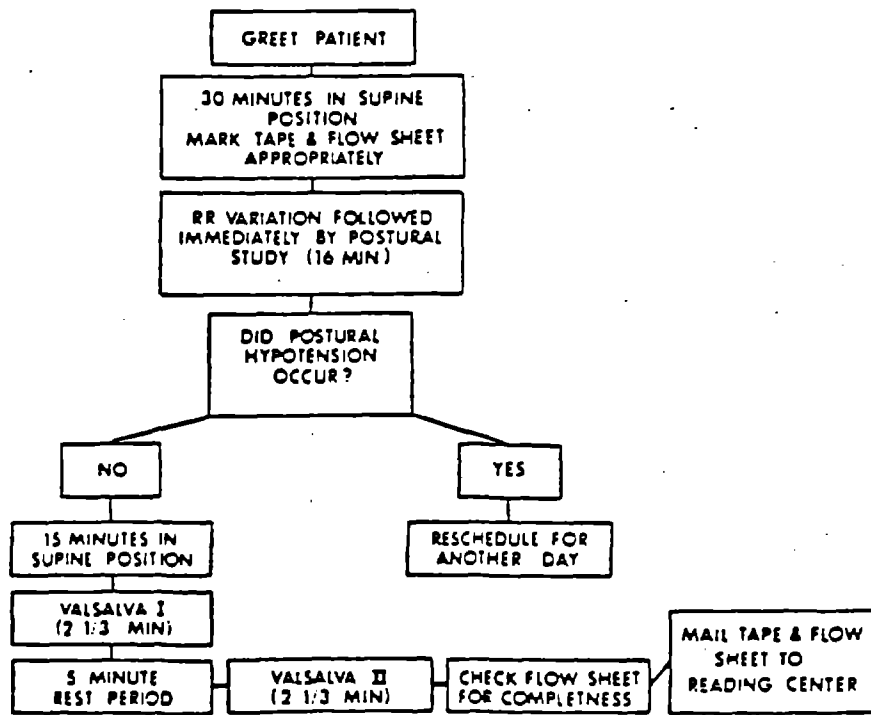 GREET PATIENT
30 MINUTES IN SUPINE
POSITION
MARK TAPE & FLOW SHEET
APPROPRIATELY
RR VARIATION FOLLOWED
IMMEDIATELY BY POSTURAL
STUDY (16 MIN)
DID POSTURAL
HYPOTENSION
OCCUR?
NO
YES
15 MINUTES IN
SUPINE POSITION
RESCHEDULE FOR
ANOTHER DAY
VALSALVA I
(2 1/3 MIN)
5 MINUTE
REST PERIOD
VALSALVA II
(2 1/3 MIN)
CHECK FLOW SHEET
FOR COMPLETNESS
MAIL TAPE & FLOW
SHEET TO
READING CENTER